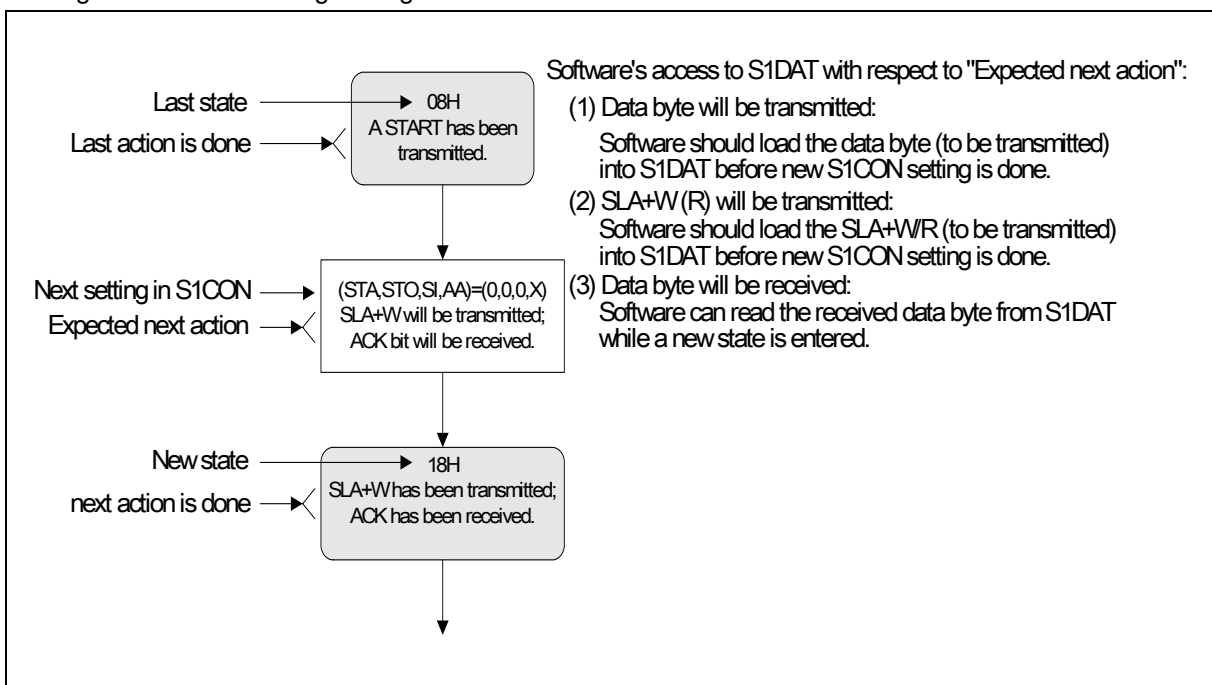 Last state
Last action is done
08H
A START has been
transmitted.
Next setting in S1CON
Expected next action
(STA,STO,SI,AA)=(0,0,0,X)
SLA+W will be transmitted;
ACK bit will be received.
New state
next action is done
18H
SLA+W has been transmitted;
ACK has been received.
Software's access to S1DAT with respect to "Expected next action":
(1) Data byte will be transmitted:
Software should load the data byte (to be transmitted)
into S1DAT before new S1CON setting is done.
(2) SLA+W (R) will be transmitted:
Software should load the SLA+W/R (to be transmitted)
into S1DAT before new S1CON setting is done.
(3) Data byte will be received:
Software can read the received data byte from S1DAT
while a new state is entered.